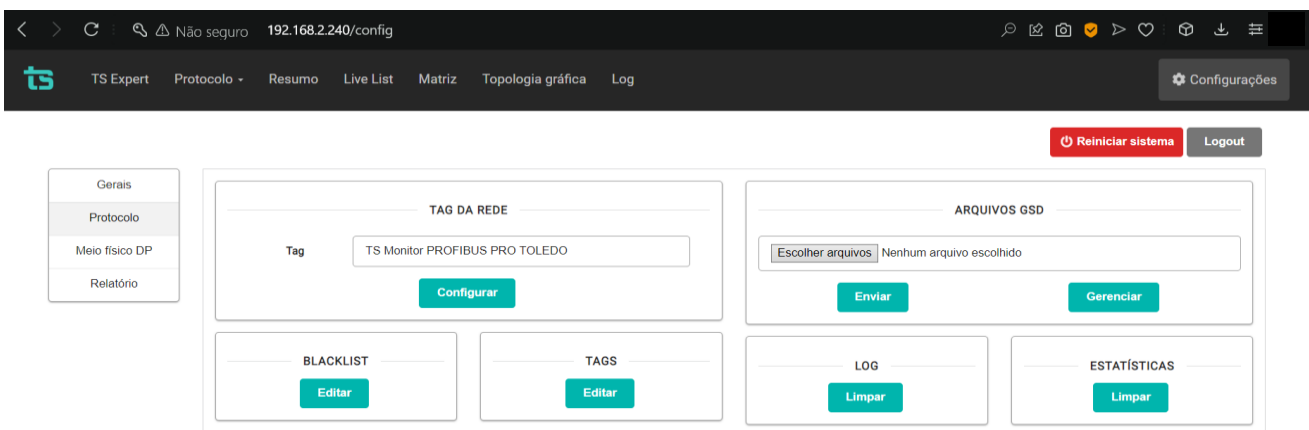 Não seguro 192.168.2.240/config
ts TS Expert Protocolo Resumo Live List Matriz Topologia gráfica Log Configurações
Reiniciar sistema Logout
Gerais
Protocolo
Meio físico DP
Relatório
TAG DA REDE
Tag TS Monitor PROFIBUS PRO TOLEDO
Configurar
ARQUIVOS GSD
Escolher arquivos Nenhum arquivo escolhido
Enviar Gerenciar
BLACKLIST
Editar
TAGS
Editar
LOG
Limpar
ESTATÍSTICAS
Limpar